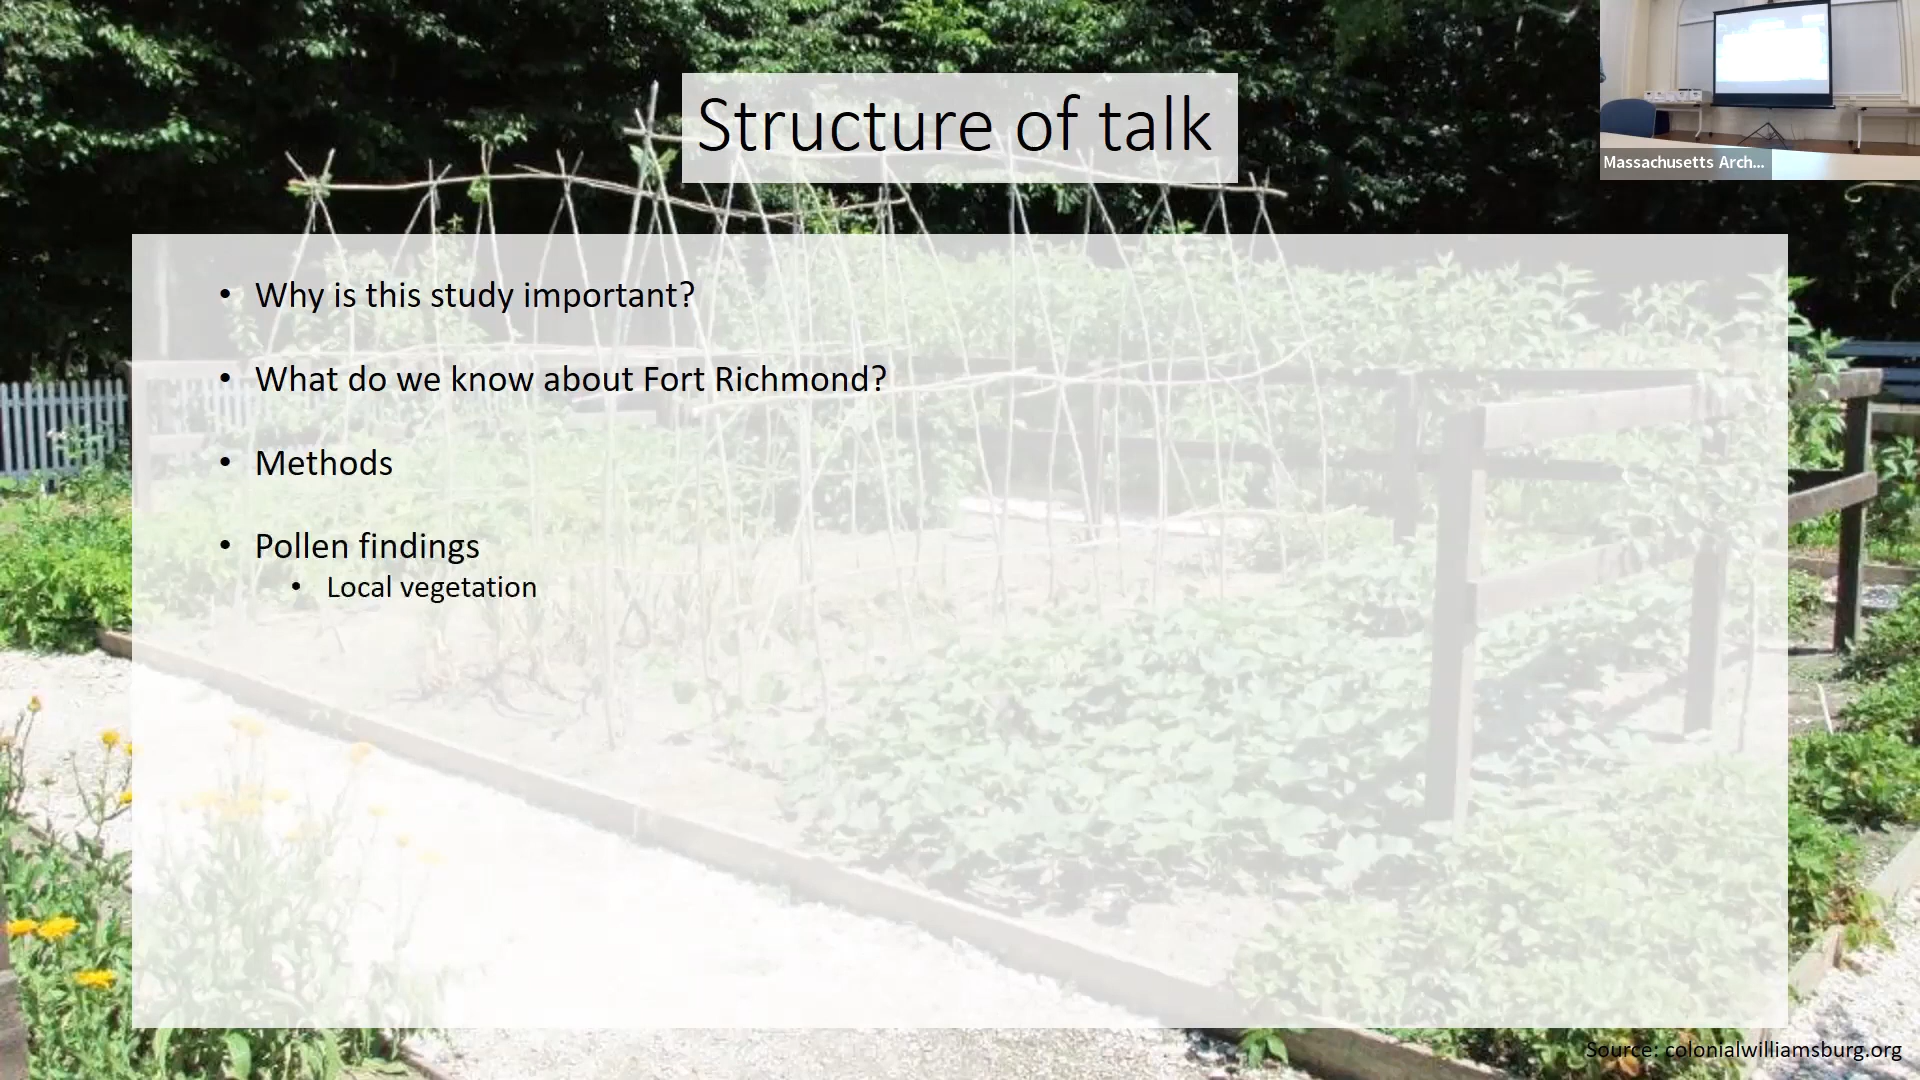 Structure of talk
Massachusetts Arch...
• Why is this study important?
• What do we know about Fort Richmond?
• Methods
• Pollen findings
• Local vegetation
Source: colonialwilliamsburg.org